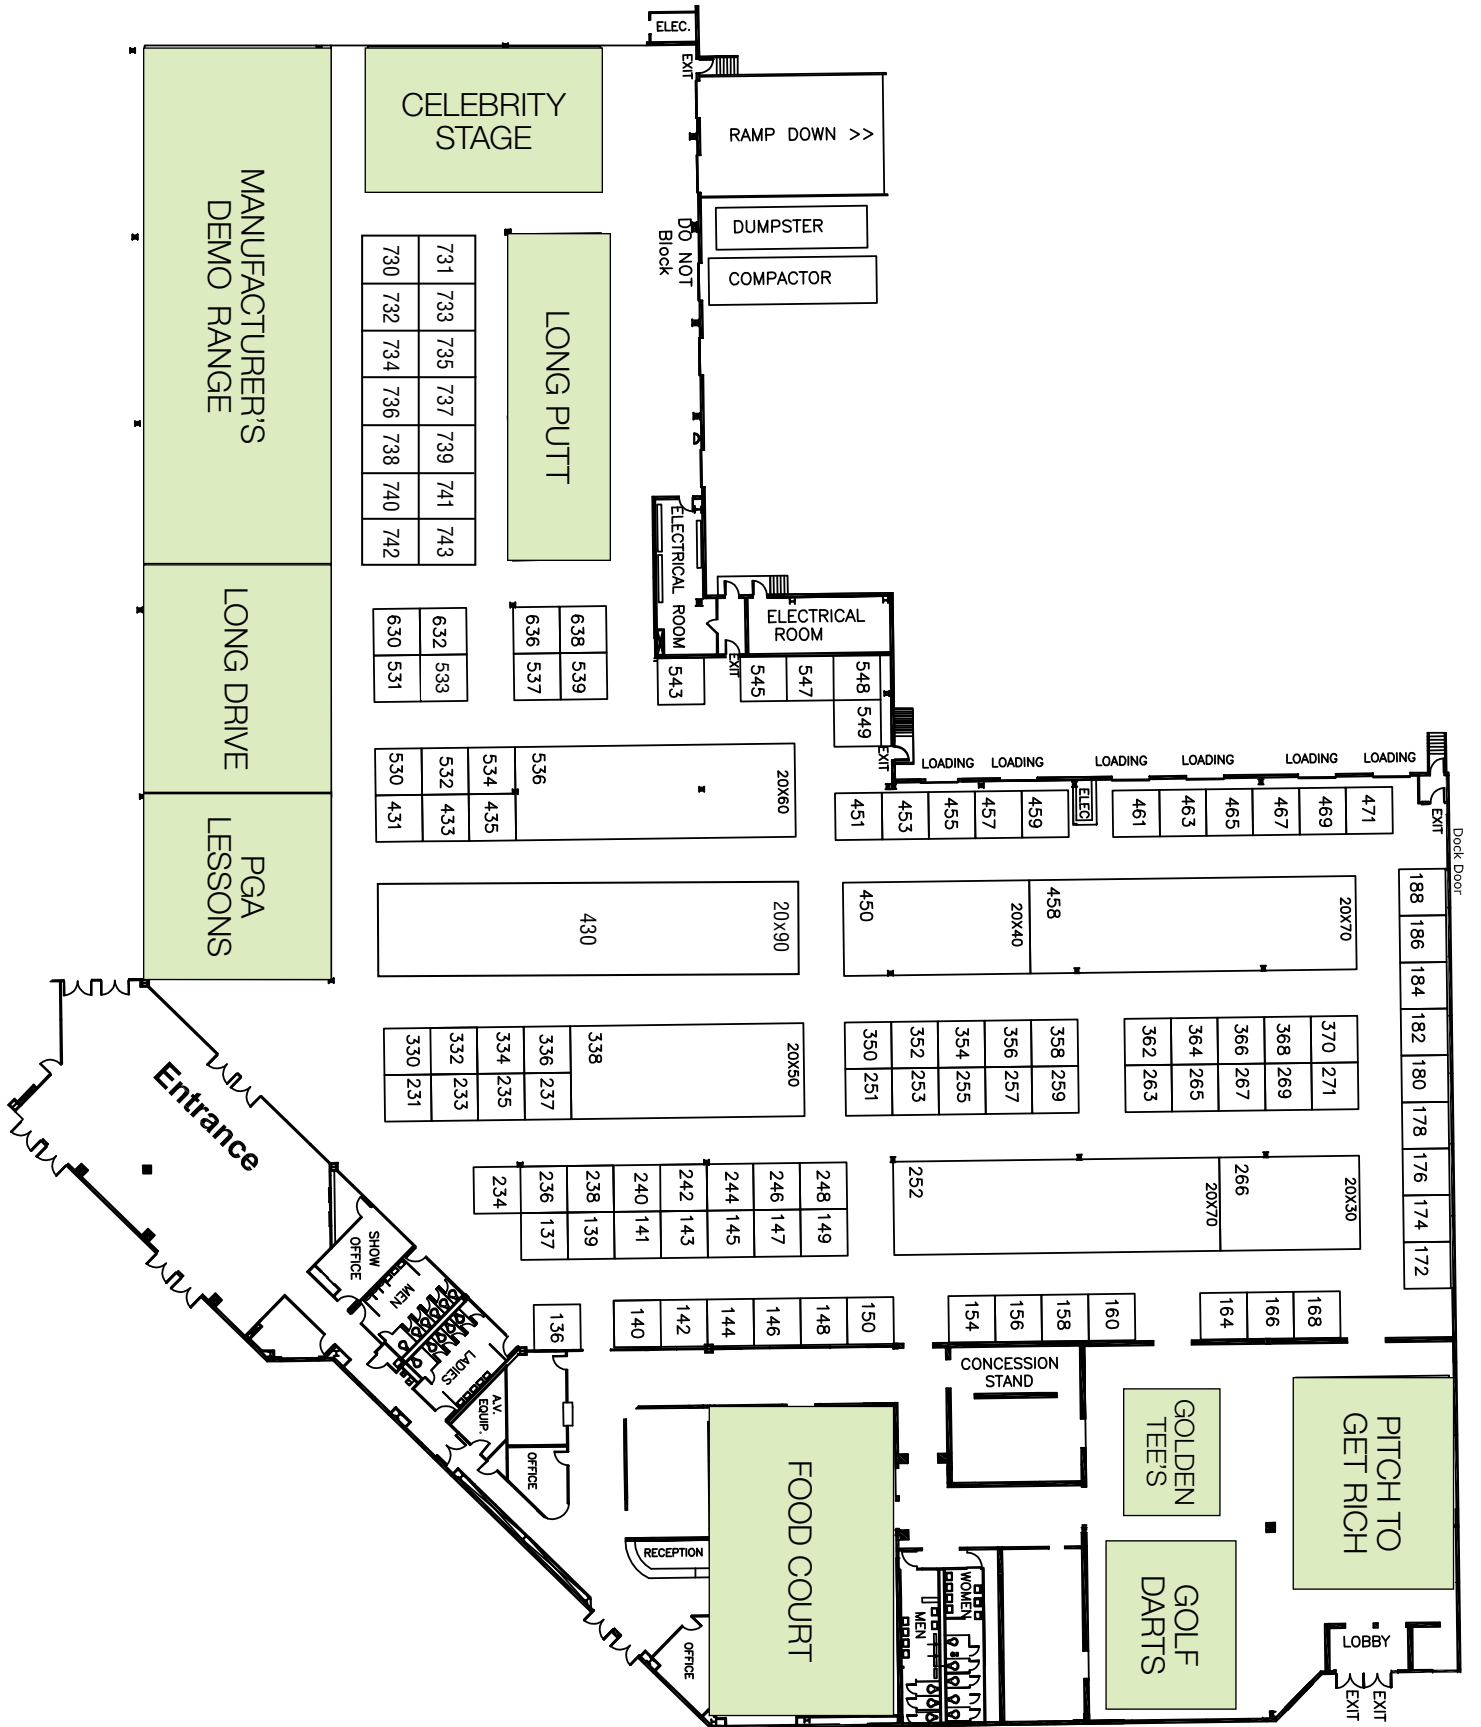 ELEC.
EXIT
CELEBRITY
STAGE
RAMP DOWN >>
MANUFACTURER'S
DEMO RANGE
DUMPSTER
DO NOT
Block
COMPACTOR
730 731
732 733
734 735
736 737
738 739
740 741
742 743
LONG PUTT
ELECTRICAL ROOM
ELECTRICAL
ROOM
EXIT
LONG DRIVE
630 632 636 638
531 533 537 539
543 545 547 548
549
EXIT
LOADING LOADING LOADING LOADING LOADING LOADING
530 532 534 536 20X60
431 433 435
451 453 455 457 459
ELEC
461 463 465 467 469 471
EXIT
Dock Door
PGA
LESSONS
430 20x90
450 20X40
458 20X70
188
186
184
182
180
178
176
174
172
Entrance
330 332 334 336 338 20X50
231 233 235 237
350 352 354 356 358
251 253 255 257 259
362 364 366 368 370
263 265 267 269 271
234 236 238 240 242 244 246 248
137 139 141 143 145 147 149
252 20X70
266 20X30
SHOW
OFFICE
MEN
LADIES
136 140 142 144 146 148 150
154 156 158 160
164 166 168
A.V.
EQUIP.
OFFICE
CONCESSION
STAND
GOLDEN
TEE'S
PITCH TO
GET RICH
FOOD COURT
RECEPTION
OFFICE
MEN
WOMEN
GOLF
DARTS
LOBBY
EXIT
EXIT